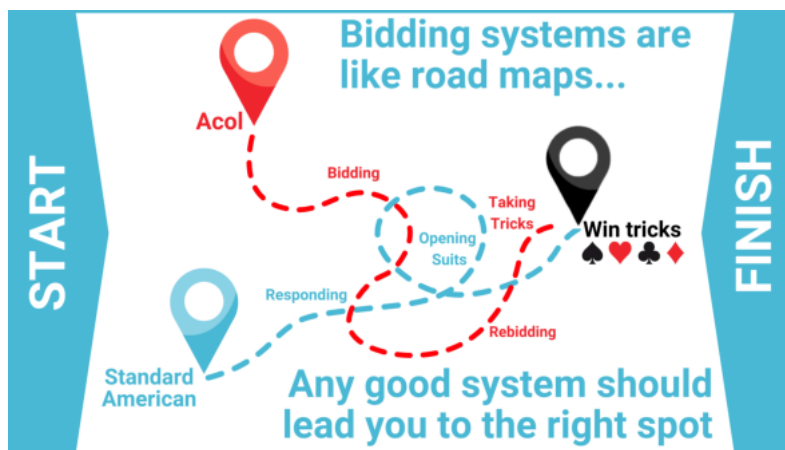 START
Bidding systems are
like road maps...
Acol
Bidding
Taking
Tricks
Opening
Suits
Win tricks
Responding
Rebidding
Standard
American
Any good system should
lead you to the right spot
FINISH